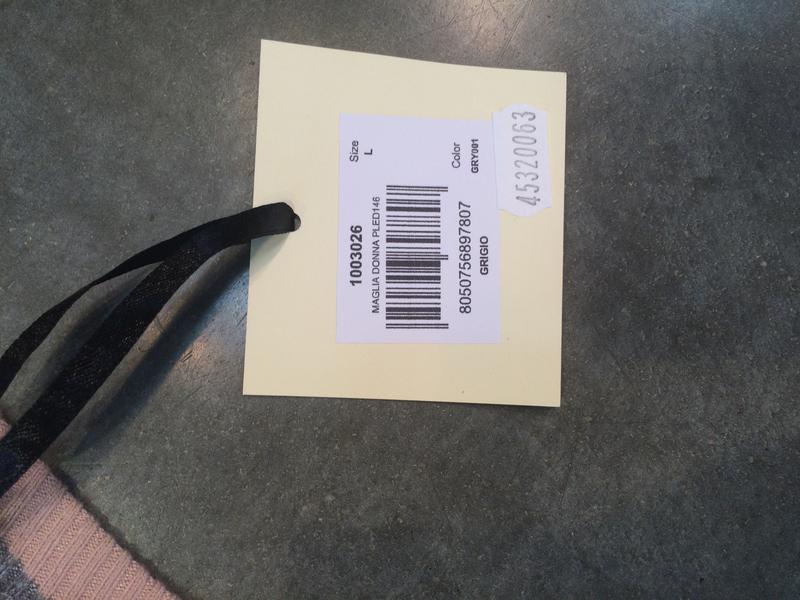 1003026
Size
MAGLIA DONNA PLED146
L
8050756897807
Color
GRIGIO
GRY001
45320063